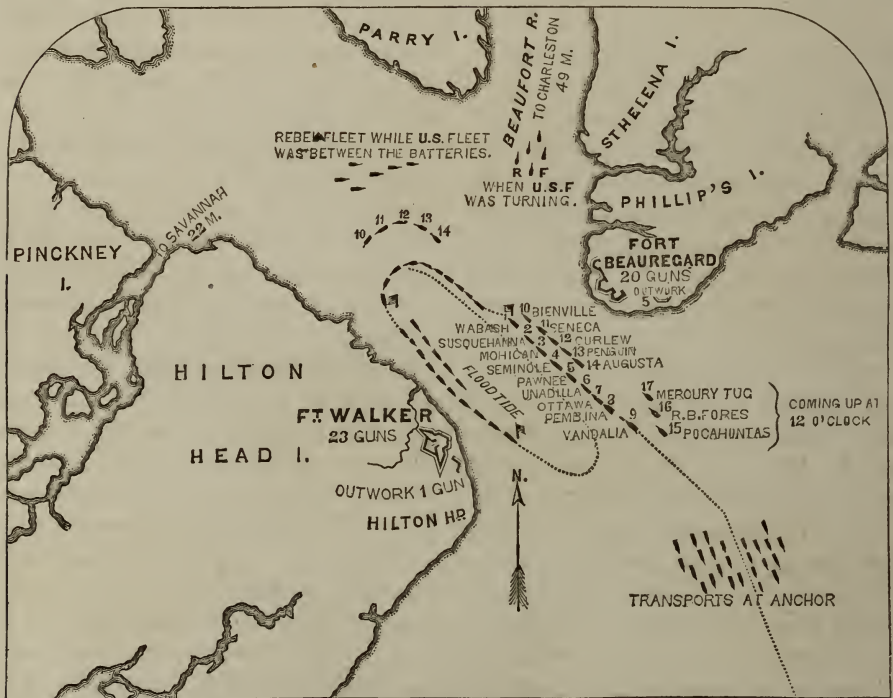 PARRY I.
BEAUFORT R.
TO CHARLESTON
49 M.
ST HELENA I.
REBEL FLEET WHILE U.S. FLEET
WAS BETWEEN THE BATTERIES.
R F
WHEN U.S.F
WAS TURNING.
PHILLIP'S I.
TO SAVANNAH
22 M.
PINCKNEY
I.
10 11 12 13 14
FORT
BEAUREGARD
20 GUNS
OUTWORK
5
10 BIENVILLE
WABASH 2 11 SENECA
SUSQUEHANNA 3 12 CURLEW
MOHICAN 4 13 PENGUIN
SEMINOLE 5 14 AUGUSTA
PAWNEE 6
UNADILLA 7
OTTAWA 8
PEMBINA 9
VANDALIA
17 MERCURY TUG
16 R.B. FORES
15 POCAHONTAS
COMING UP AT
12 O'CLOCK
FLOOD TIDE
HILTON
HEAD I.
FT. WALKER
23 GUNS
OUTWORK 1 GUN
HILTON HD.
N.
TRANSPORTS AT ANCHOR